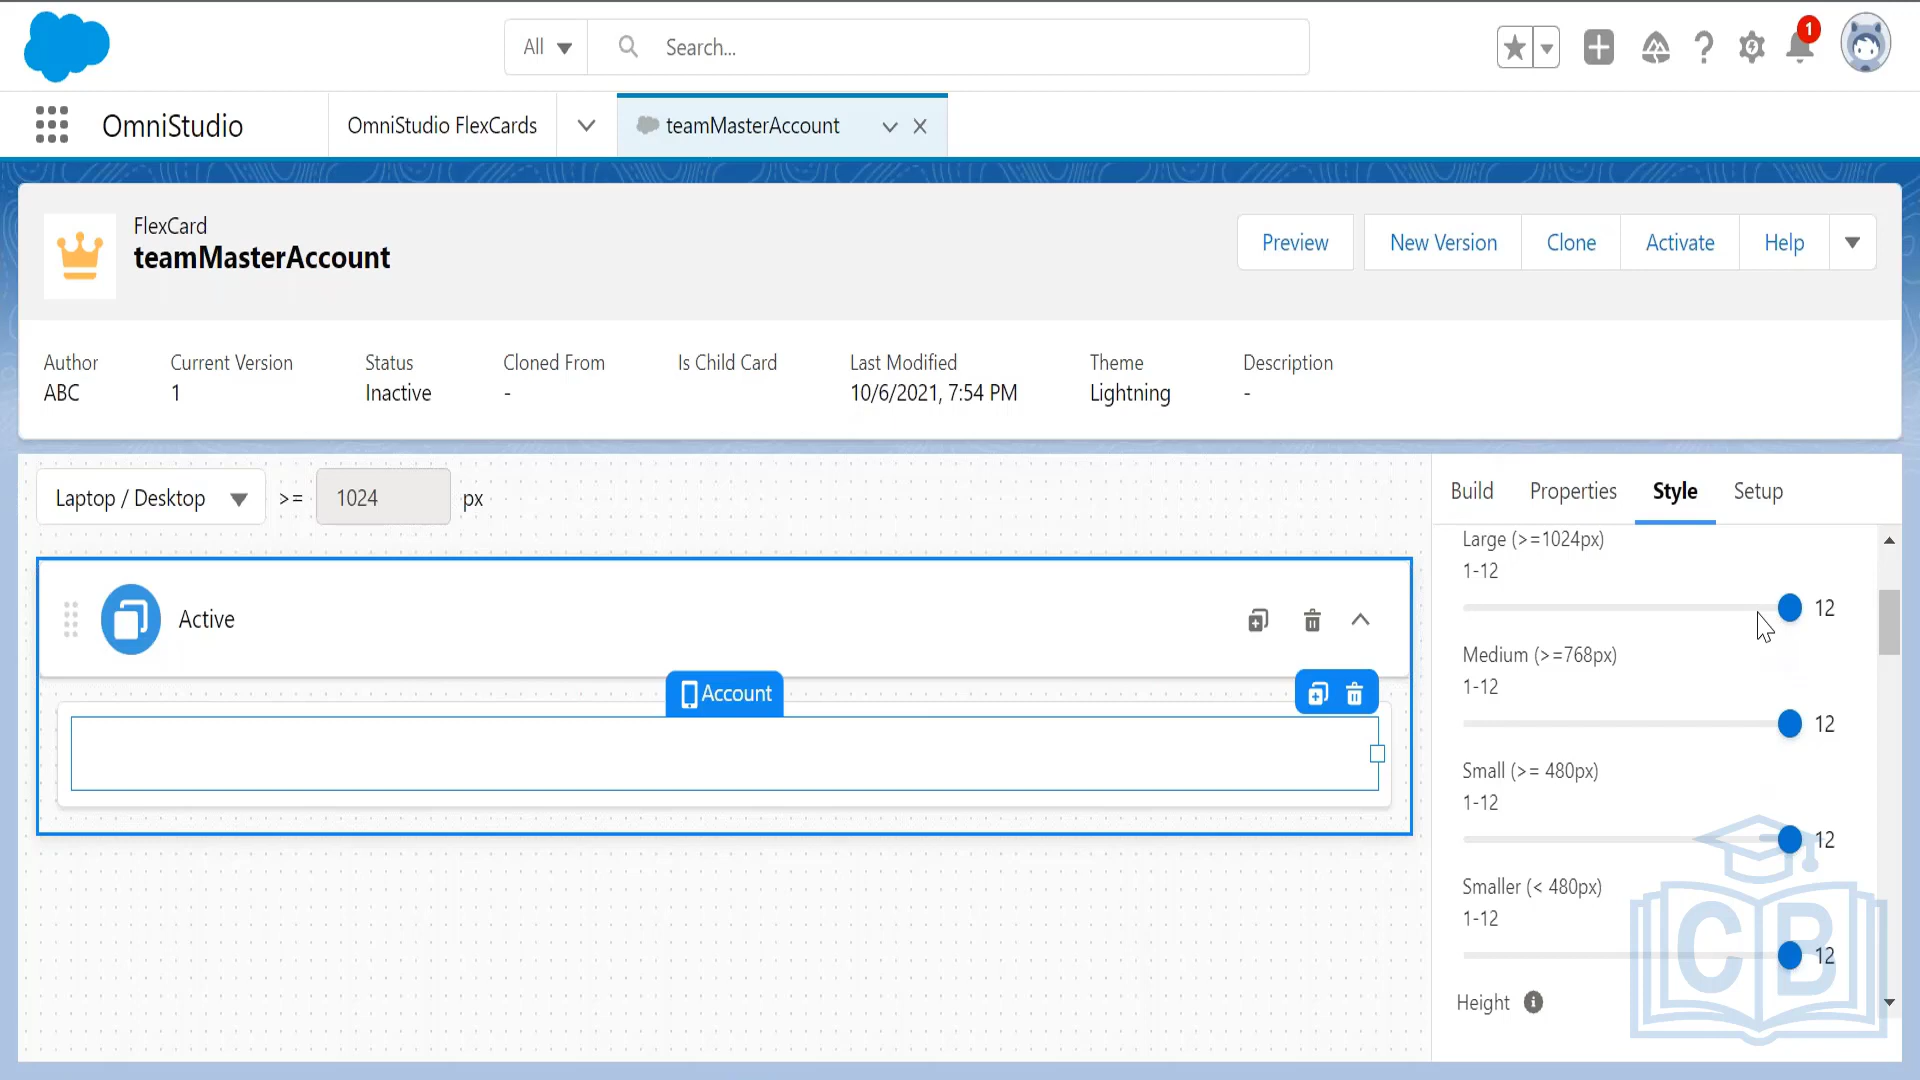 All
Search...
1
OmniStudio
OmniStudio FlexCards
teamMasterAccount
FlexCard
teamMasterAccount
Preview
New Version
Clone
Activate
Help
Author
Current Version
Status
Cloned From
Is Child Card
Last Modified
Theme
Description
ABC
1
Inactive
-
10/6/2021, 7:54 PM
Lightning
-
Laptop / Desktop
>=
1024
px
Build
Properties
Style
Setup
Active
Account
Large (>=1024px)
1-12
12
Medium (>=768px)
1-12
12
Small (>= 480px)
1-12
12
Smaller (< 480px)
1-12
12
Height
CB